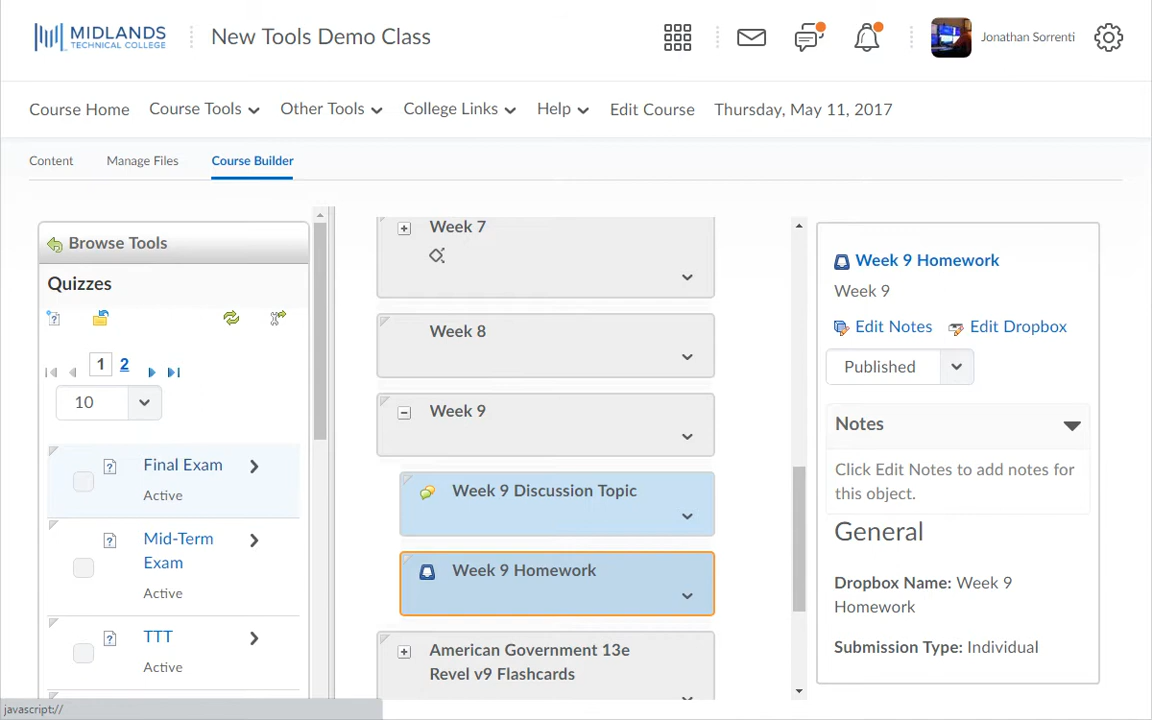 MIDLANDS
TECHNICAL COLLEGE
New Tools Demo Class
Jonathan Sorrenti
Course Home
Course Tools
Other Tools
College Links
Help
Edit Course
Thursday, May 11, 2017
Content
Manage Files
Course Builder
Browse Tools
Quizzes
1
2
10
Final Exam
Active
Mid-Term
Exam
Active
TTT
Active
Week 7
Week 8
Week 9
Week 9 Discussion Topic
Week 9 Homework
American Government 13e
Revel v9 Flashcards
Week 9 Homework
Week 9
Edit Notes
Edit Dropbox
Published
Notes
Click Edit Notes to add notes for
this object.
General
Dropbox Name: Week 9
Homework
Submission Type: Individual
javascript://